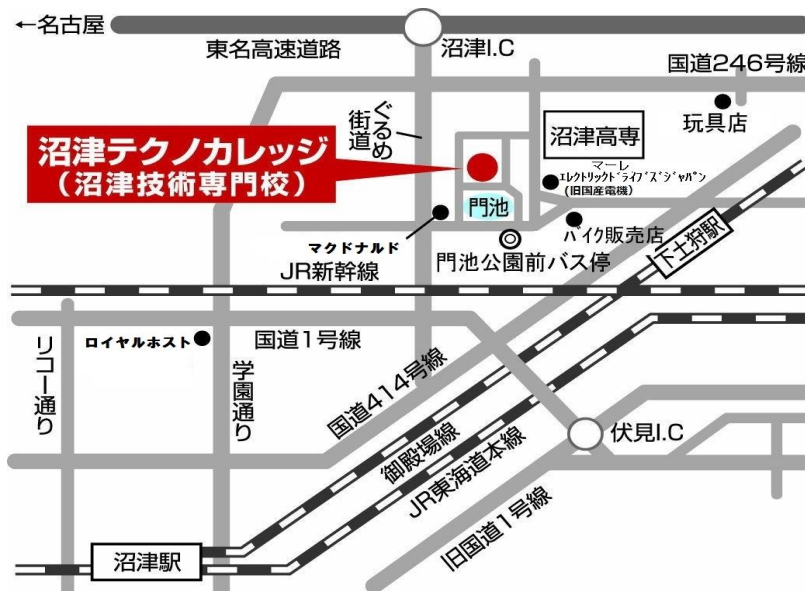 ←名古屋
東名高速道路
沼津I.C
国道246号線
ぐるめ
街道
玩具店
沼津高専
沼津テクノカレッジ
(沼津技術専門校)
マーレ
エレクトリックドライブズジャパン
(旧国産電機)
門池
マクドナルド
バイク販売店
門池公園前バス停
下土狩駅
JR新幹線
ロイヤルホスト
国道1号線
リコー通り
学園通り
国道414号線
御殿場線
JR東海道本線
伏見I.C
旧国道1号線
沼津駅